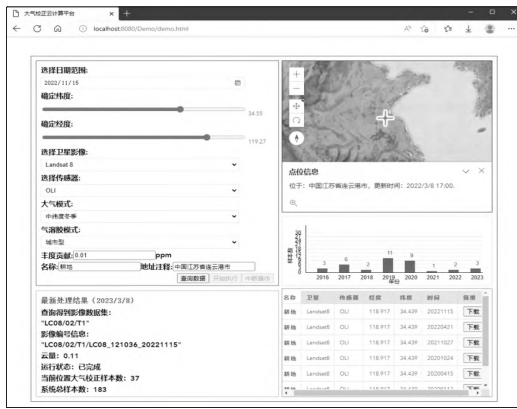 大气校正云计算平台
localhost:8080/Demo/demo.html
选择日期范围:
2022/11/15
确定纬度:
34.55
确定经度:
119.27
选择卫星影像:
Landsat 8
选择传感器:
OLI
大气模式:
中纬度冬季
气溶胶模式:
城市型
丰度贡献: 0.01 ppm
名称: 耕地 地址注释: 中国江苏省连云港市
查询数据 开始执行 中断操作
最新处理结果（2023/3/8）
查询得到影像数据集:
"LC08/02/T1"
影像编号信息:
"LC08/02/T1/LC08_121036_20221115"
云量: 0.11
运行状态: 已完成
当前位置大气校正样本数: 37
系统总样本数: 183
点位信息
位于: 中国江苏省连云港市, 更新时间: 2022/3/8 17:00.
样本数
30
3 6 2 11 9 2 1 2 3
2016 2017 2018 2019 2020 2021 2022 2023
年份
名称 卫星 传感器 经度 纬度 时间
耕地 Landsat8 OLI 118.917 34.439 20221115 下载
耕地 Landsat8 OLI 118.917 34.439 20220421 下载
耕地 Landsat8 OLI 118.917 34.439 20211027 下载
耕地 Landsat8 OLI 118.917 34.439 20201024 下载
耕地 Landsat8 OLI 118.917 34.439 20200415 下载